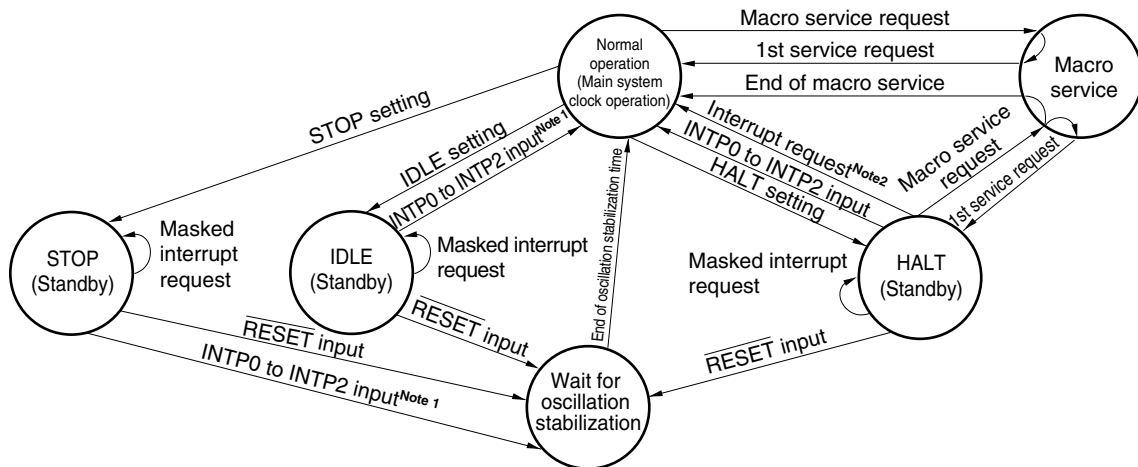 Macro service request
1st service request
End of macro service
Normal
operation
(Main system
clock operation)
Macro
service
STOP setting
IDLE setting
INTP0 to INTP2 input Note 1
Interrupt request Note2
INTP0 to INTP2 input
HALT setting
Macro service
request
1st service request
End of oscillation stabilization time
STOP
(Standby)
Masked
interrupt
request
IDLE
(Standby)
Masked interrupt
request
Masked interrupt
request
HALT
(Standby)
RESET input
RESET input
RESET input
INTP0 to INTP2 input Note 1
Wait for
oscillation
stabilization